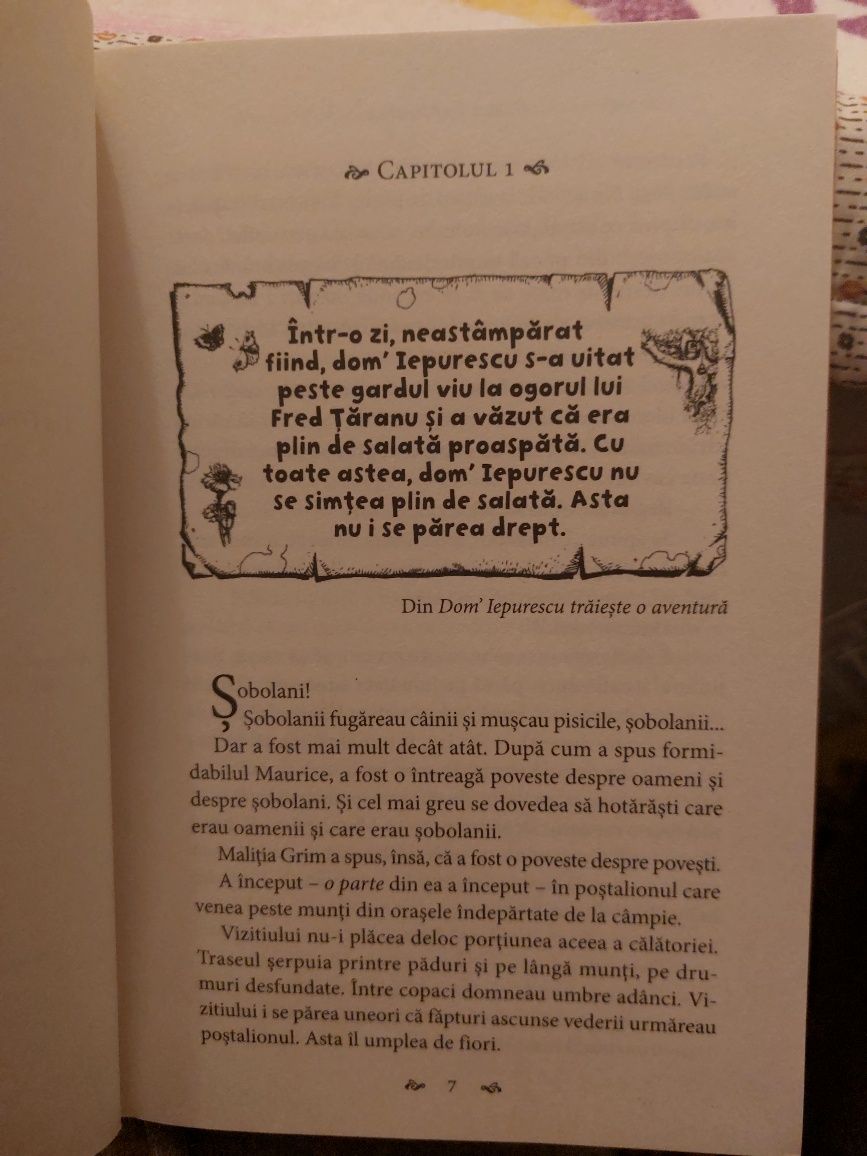 CAPITOLUL 1
Într-o zi, neastâmpărat
fiind, dom' Iepurescu s-a uitat
peste gardul viu la ogorul lui
Fred Țăranu și a văzut că era
plin de salată proaspătă. Cu
toate astea, dom' Iepurescu nu
se simțea plin de salată. Asta
nu i se părea drept.
Din Dom' Iepurescu trăiește o aventură
Șobolani!
Șobolanii fugăreau câinii și mușcau pisicile, șobolanii...
Dar a fost mai mult decât atât. După cum a spus formi-
dabilul Maurice, a fost o întreagă poveste despre oameni și
despre șobolani. Și cel mai greu se dovedea să hotărăști care
erau oamenii și care erau șobolanii.
Maliția Grim a spus, însă, că a fost o poveste despre povești.
A început – o parte din ea a început – în poștalionul care
venea peste munți din orașele îndepărtate de la câmpie.
Vizitiului nu-i plăcea deloc porțiunea aceea a călătoriei.
Traseul șerpuia printre păduri și pe lângă munți, pe dru-
muri desfundate. Între copaci domneau umbre adânci. Vi-
zitiului i se părea uneori că făpturi ascunse vederii urmăreau
poștalionul. Asta îl umplea de fiori.
7